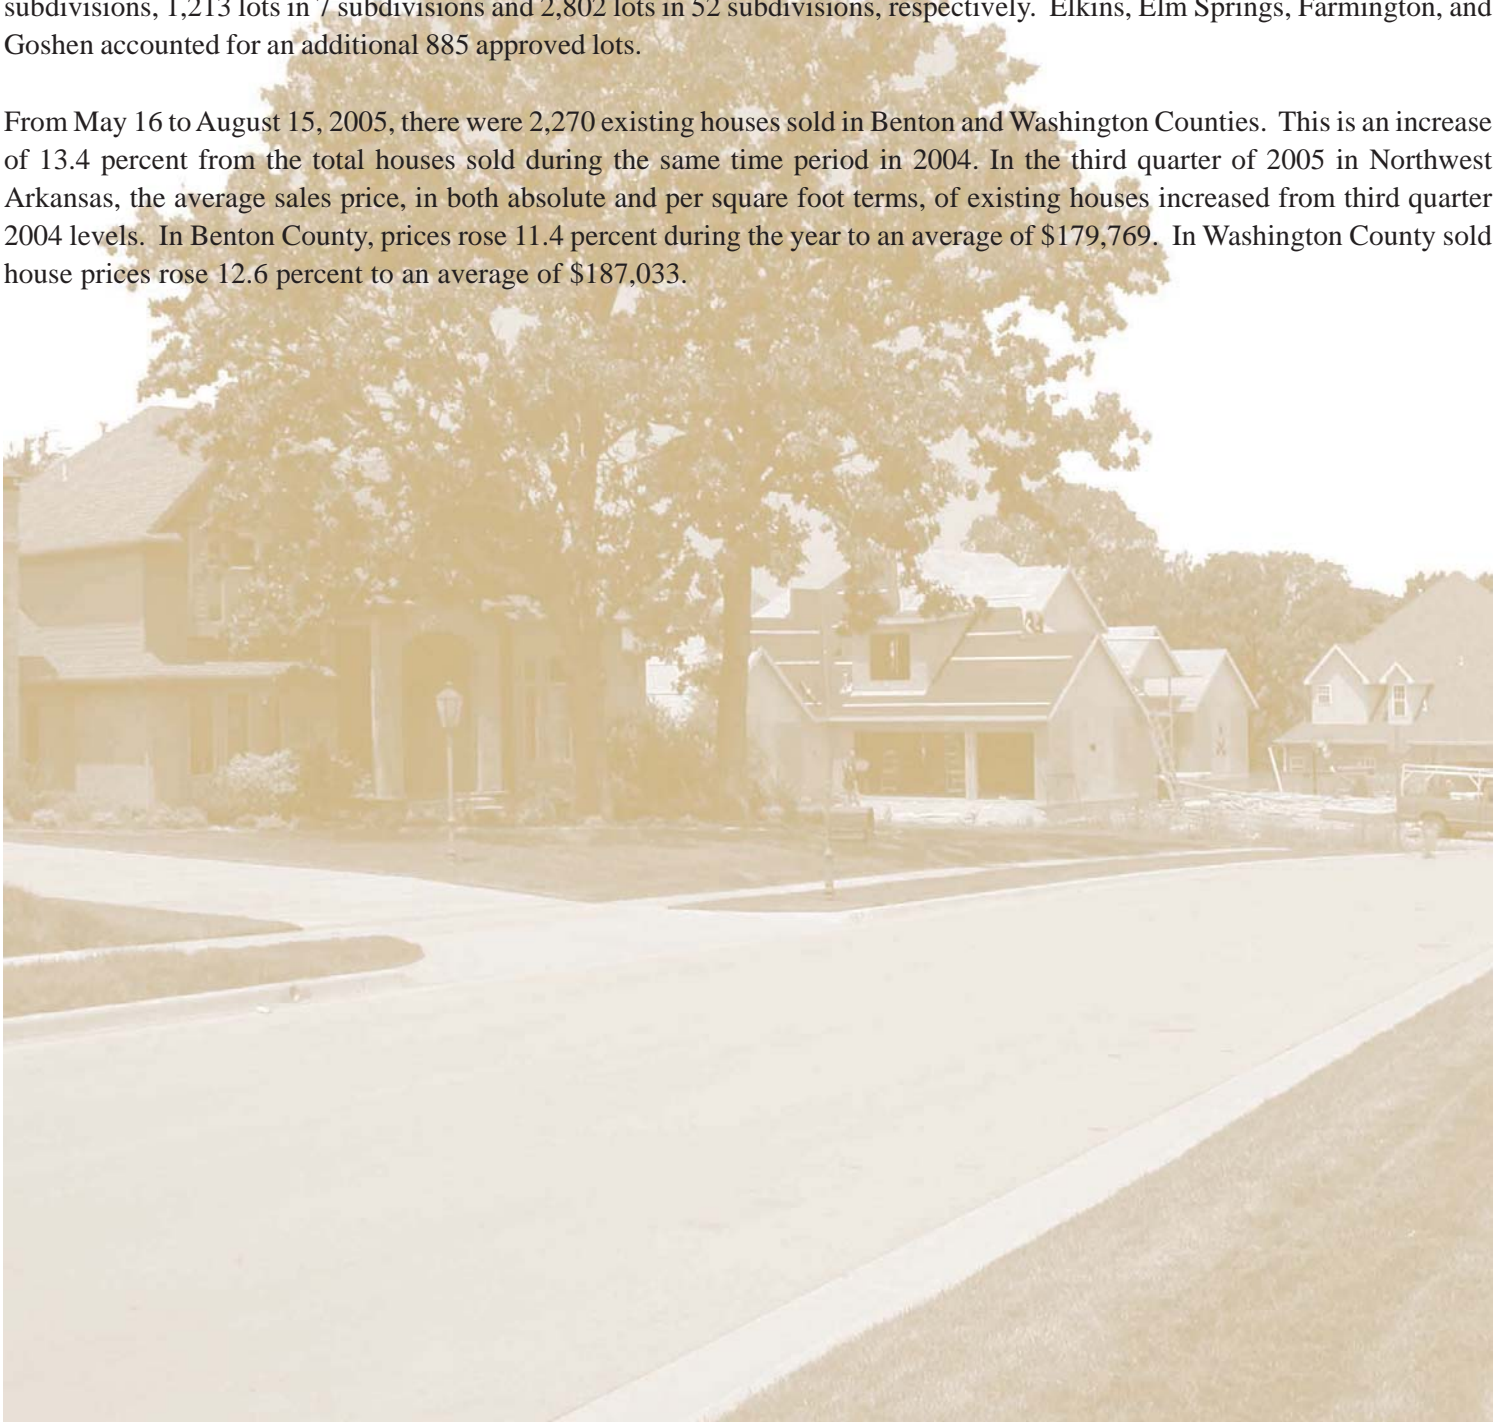 subdivisions, 1,213 lots in 7 subdivisions and 2,802 lots in 52 subdivisions, respectively. Elkins, Elm Springs, Farmington, and
Goshen accounted for an additional 885 approved lots.
From May 16 to August 15, 2005, there were 2,270 existing houses sold in Benton and Washington Counties. This is an increase
of 13.4 percent from the total houses sold during the same time period in 2004. In the third quarter of 2005 in Northwest
Arkansas, the average sales price, in both absolute and per square foot terms, of existing houses increased from third quarter
2004 levels. In Benton County, prices rose 11.4 percent during the year to an average of $179,769. In Washington County sold
house prices rose 12.6 percent to an average of $187,033.